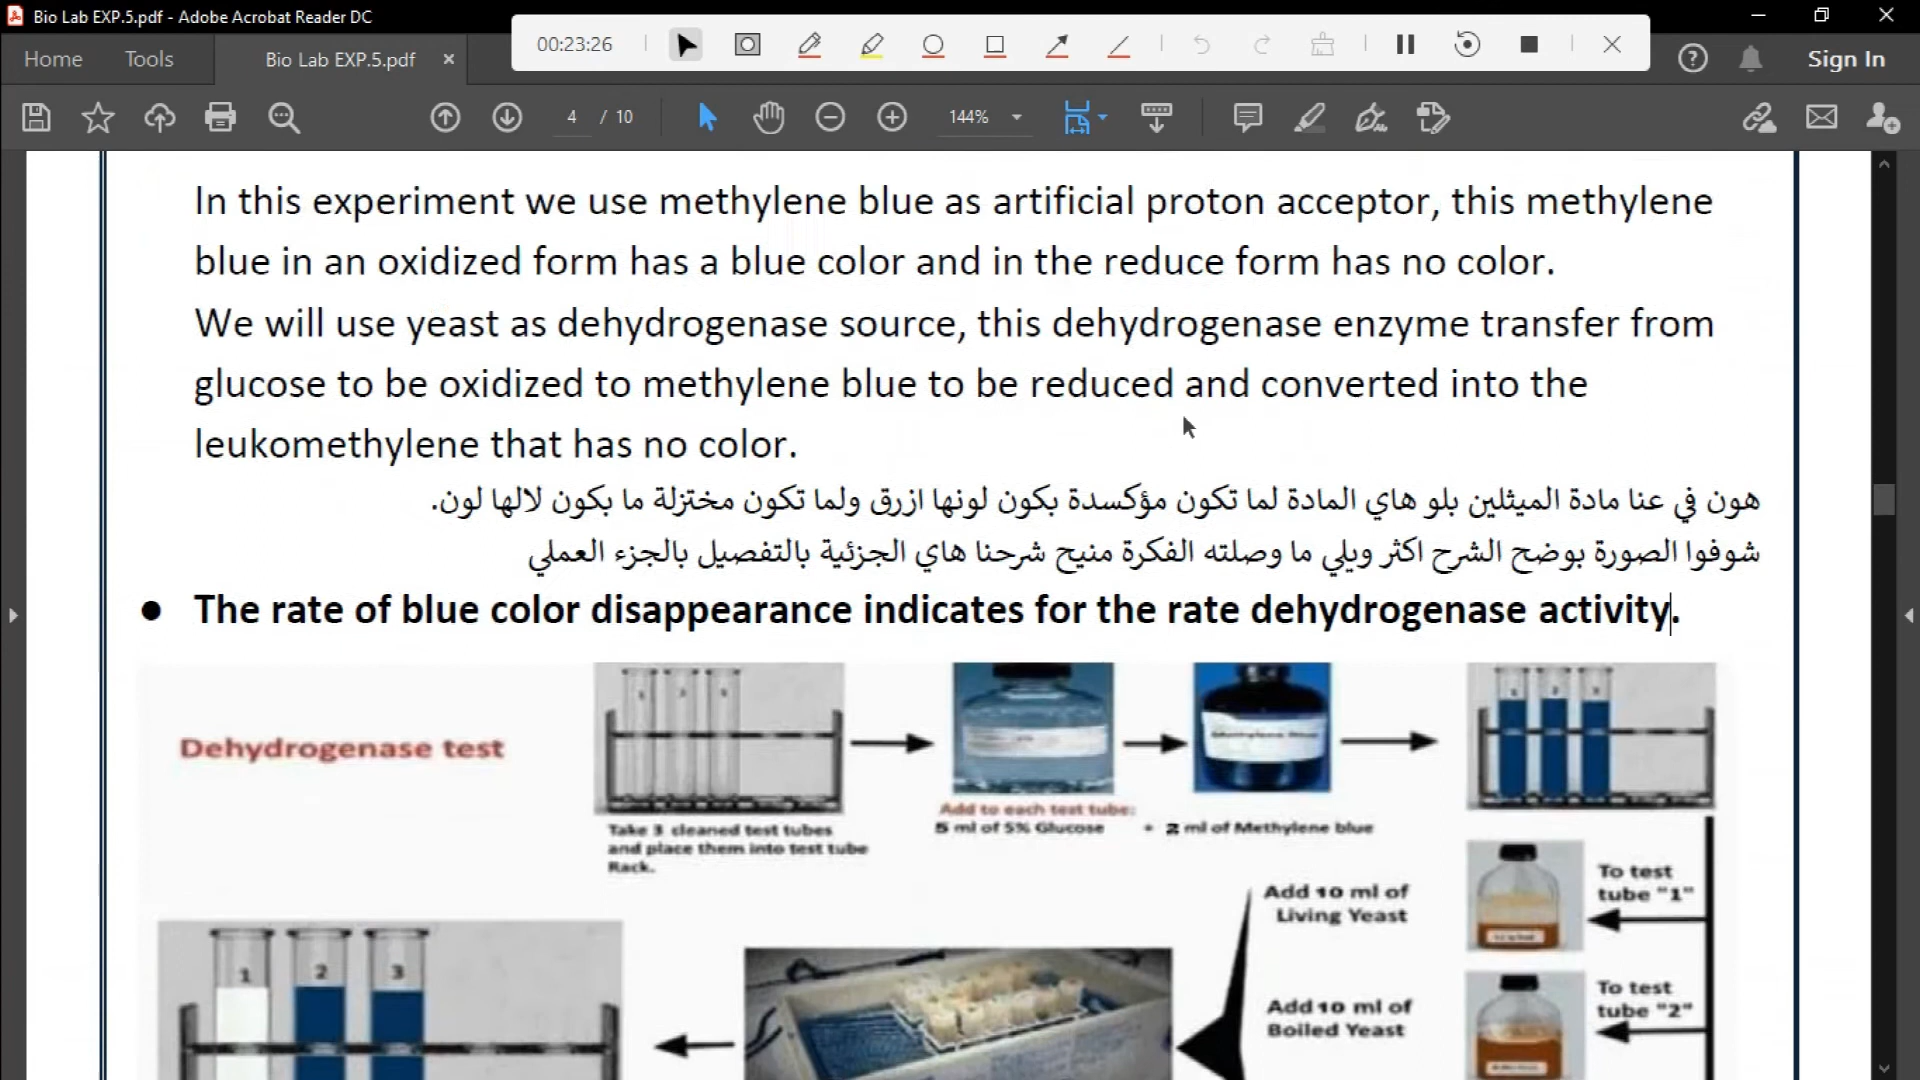 Bio Lab EXP.5.pdf - Adobe Acrobat Reader DC
00:23:26
Home
Tools
Bio Lab EXP.5.pdf
Sign In
4 / 10
144%
In this experiment we use methylene blue as artificial proton acceptor, this methylene
blue in an oxidized form has a blue color and in the reduce form has no color.
We will use yeast as dehydrogenase source, this dehydrogenase enzyme transfer from
glucose to be oxidized to methylene blue to be reduced and converted into the
leukomethylene that has no color.
هون في عنا مادة الميثلين بلو هاي المادة لما تكون مؤكسدة بكون لونها ازرق ولما تكون مختزلة ما بكون لالها لون.
شوفوا الصورة بوضح الشرح اكثر ويلي ما وصلته الفكرة منيح شرحنا هاي الجزئية بالتفصيل بالجزء العملي
● The rate of blue color disappearance indicates for the rate dehydrogenase activity.
Dehydrogenase test
1 2 3
Take 3 cleaned test tubes
and place them into test tube
Rack.
Add to each test tube:
5 ml of 5% Glucose + 2 ml of Methylene blue
Methylene Blue
1 2 3
To test
tube "1"
Add 10 ml of
Living Yeast
To test
tube "2"
Add 10 ml of
Boiled Yeast
1 2 3